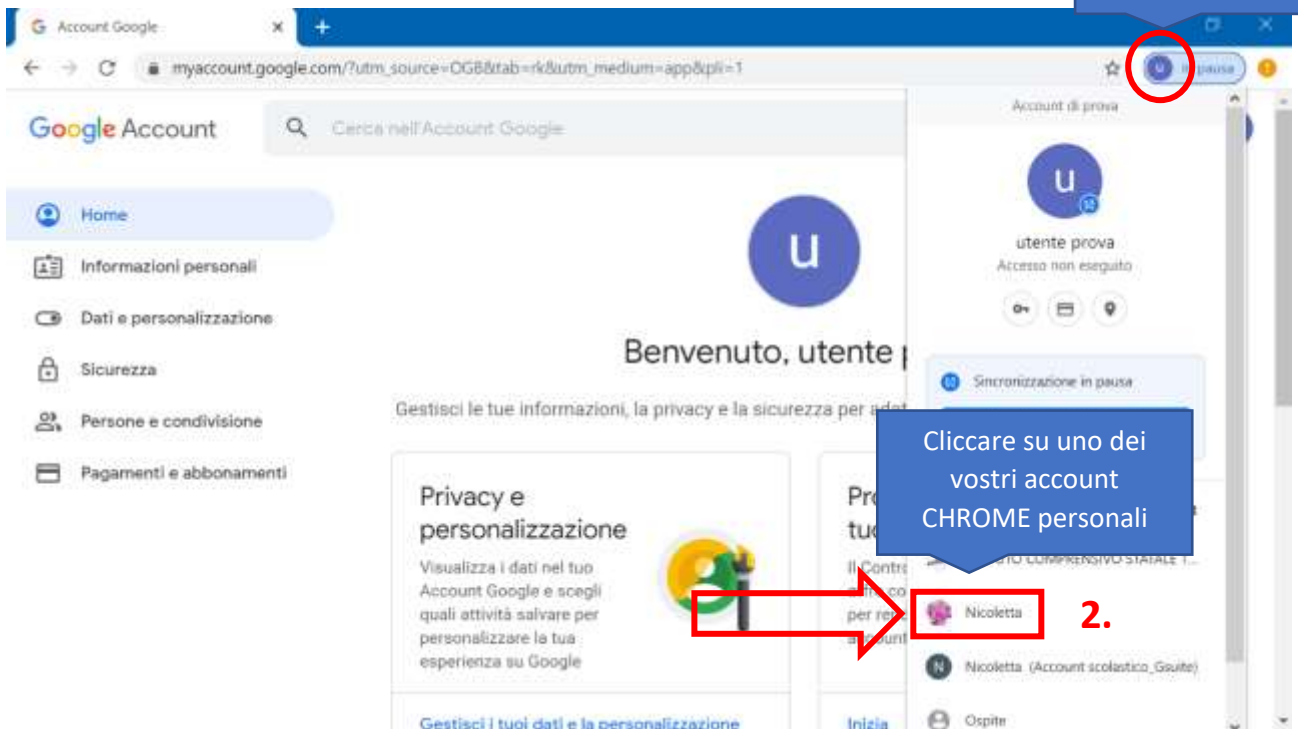 Account Google
myaccount.google.com/?utm_source=OGB&tab=rk&utm_medium=app&pli=1
u
in pausa
Google Account
Cerca nell'Account Google
Account di prova
u
utente prova
Accesso non eseguito
Home
Informazioni personali
Dati e personalizzazione
Sicurezza
Persone e condivisione
Pagamenti e abbonamenti
u
Benvenuto, utente
Gestisci le tue informazioni, la privacy e la sicurezza per
Sincronizzazione in pausa
Cliccare su uno dei
vostri account
CHROME personali
Privacy e
personalizzazione
Visualizza i dati nel tuo
Account Google e scegli
quali attività salvare per
personalizzare la tua
esperienza su Google
Gestisci i tuoi dati e la personalizzazione
Il
per
Inizia
COMPRENSIVO STATALE
Nicoletta
2.
N
Nicoletta (Account scolastico_Gsuite)
Ospite